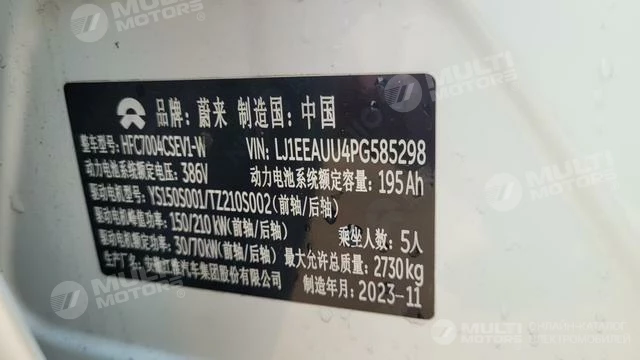 品牌: 蔚来 制造国: 中国
整车型号: HFC7004CSEV1-W VIN: LJ1EEAUU4PG585298
动力电池系统额定电压: 386V 动力电池系统额定容量: 195Ah
驱动电机型号: YS150S001/TZ210S002(前轴/后轴)
驱动电机峰值功率: 150/210kW(前轴/后轴) 乘坐人数: 5人
驱动电机额定功率: 30/70kW(前轴/后轴) 最大允许总质量: 2730kg
生产厂名: 安徽江淮汽车集团股份有限公司 制造年月: 2023-11
MULTI MOTORS
MULTI MOTORS
MULTI MOTORS
MULTI MOTORS
ОНЛАЙН-КАТАЛОГ ЭЛЕКТРОМОБИЛЕЙ